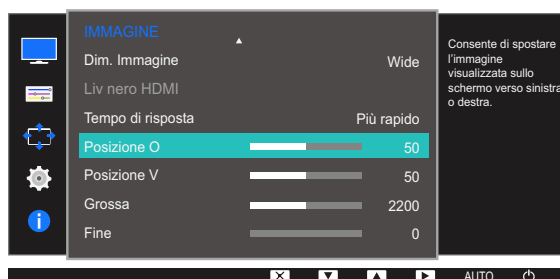 IMMAGINE
Dim. Immagine Wide
Liv nero HDMI
Tempo di risposta Più rapido
Posizione O 50
Posizione V 50
Grossa 2200
Fine 0
Consente di spostare
l'immagine
visualizzata sullo
schermo verso sinistra
o destra.
AUTO